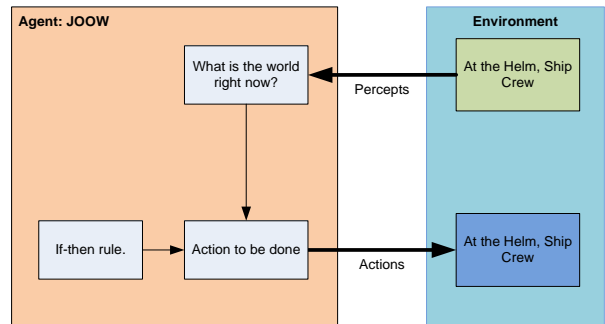 Agent: JOOW
Environment
What is the world
right now?
At the Helm, Ship
Crew
Percepts
If-then rule.
Action to be done
At the Helm, Ship
Crew
Actions